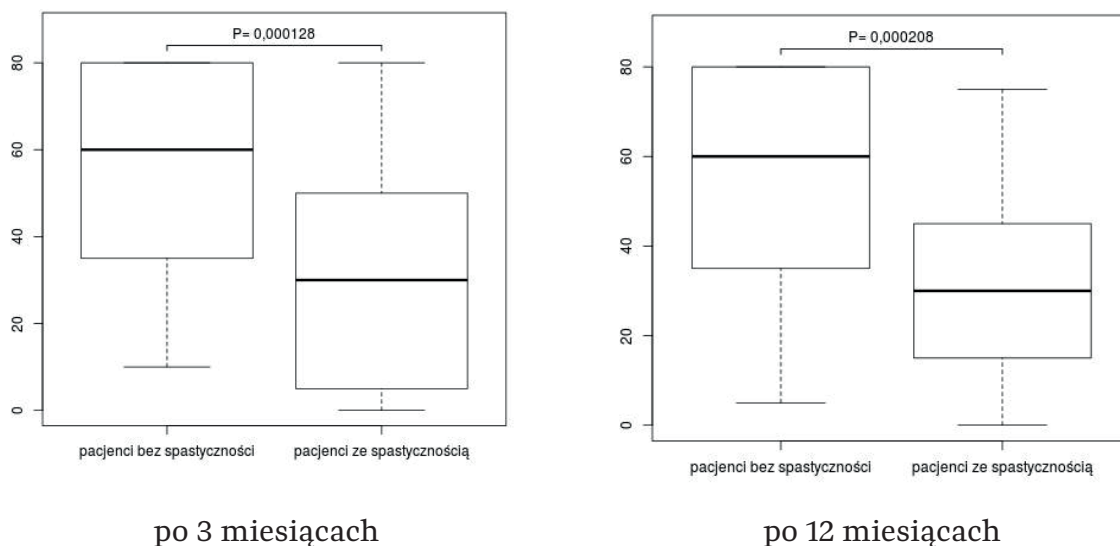 P= 0,000128
80
60
40
20
0
pacjenci bez spastyczności
pacjenci ze spastycznością
po 3 miesiącach
P= 0,000208
80
60
40
20
0
pacjenci bez spastyczności
pacjenci ze spastycznością
po 12 miesiącach